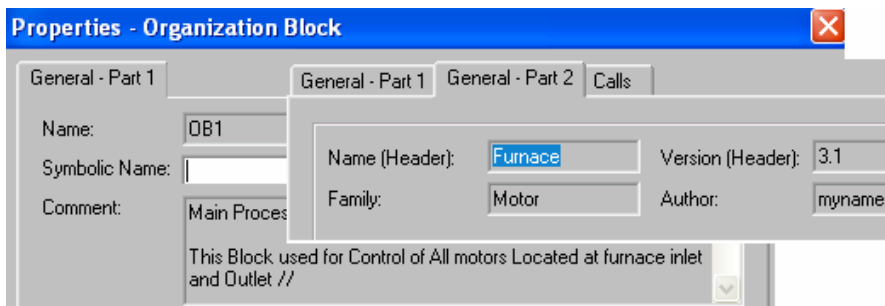 Properties - Organization Block
General - Part 1
General - Part 1 General - Part 2 Calls
Name: OB1
Symbolic Name:
Comment: Main Proces
This Block used for Control of All motors Located at furnace inlet
and Outlet //
Name (Header): Furnace Version (Header): 3.1
Family: Motor Author: myname